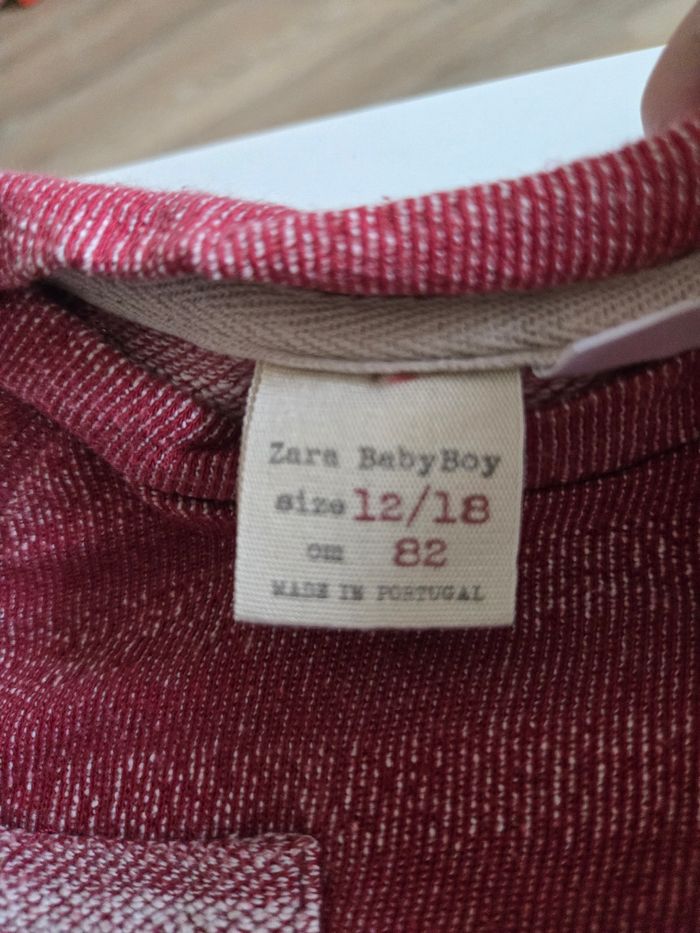 Zara BabyBoy
size 12/18
cm 82
MADE IN PORTUGAL